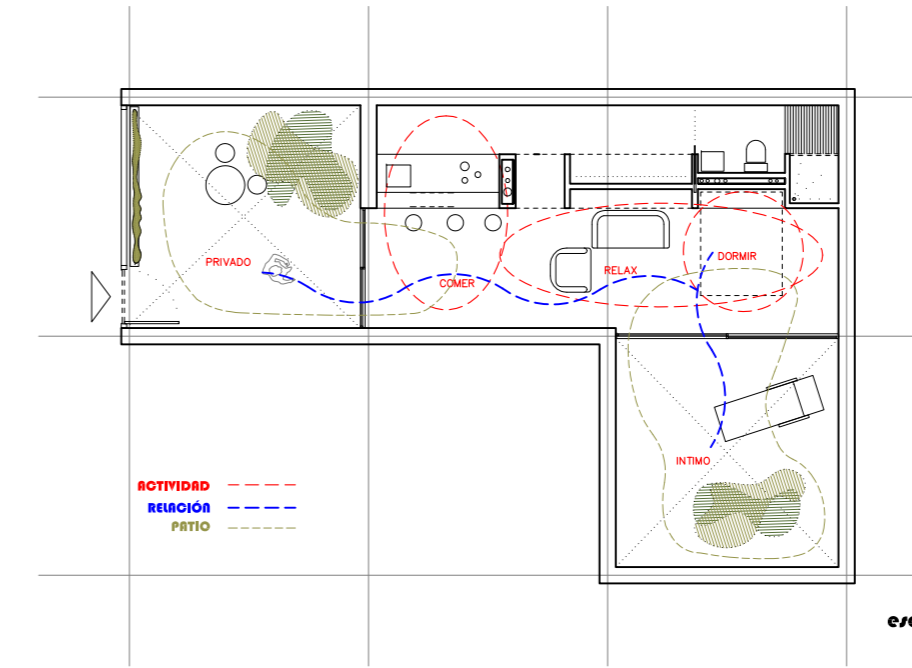 PRIVADO
COMER
RELAX
DORMIR
INTIMO
ACTIVIDAD
RELACIÓN
PATIO